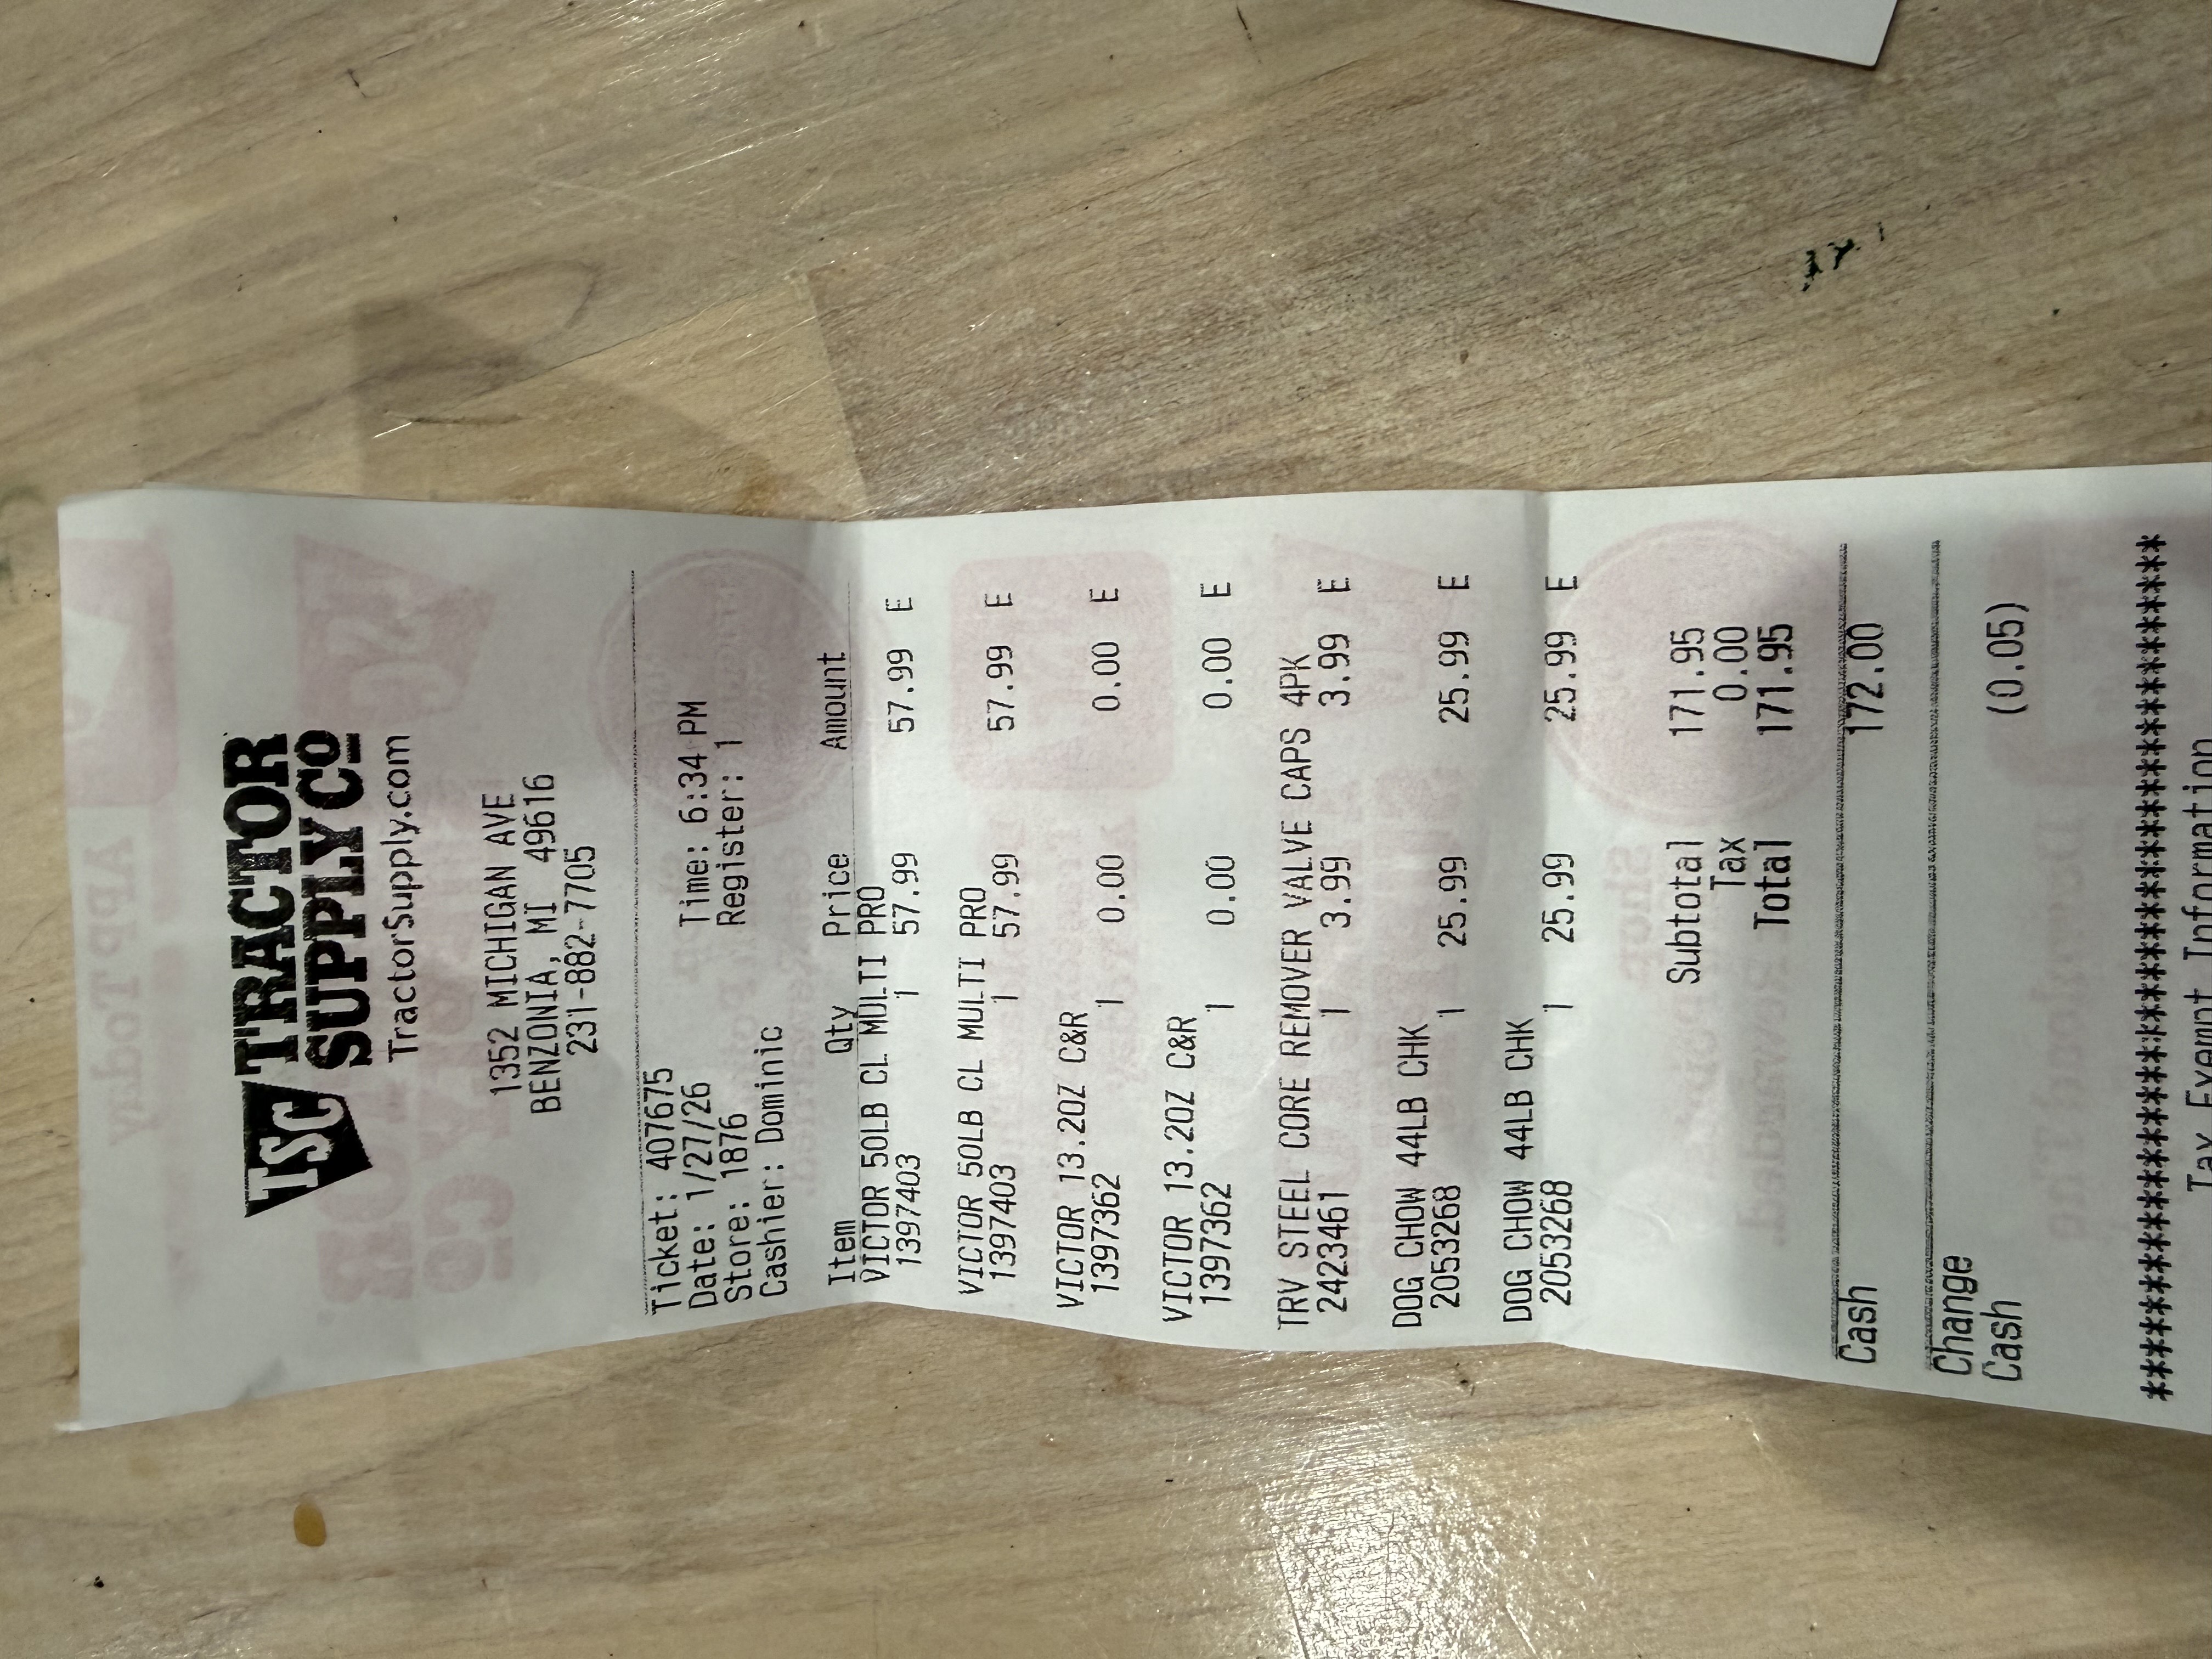 TSC TRACTOR
SUPPLY CO
TractorSupply.com
1352 MICHIGAN AVE
BENZONIA, MI 49616
231-882-7705
Ticket: 407675
Date: 1/27/26 Time: 6:34 PM
Store: 1876 Register: 1
Cashier: Dominic
Item Qty Price Amount
VICTOR 50LB CL MULTI PRO
1397403 1 57.99 57.99 E
VICTOR 50LB CL MULTI PRO
1397403 1 57.99 57.99 E
VICTOR 13.2OZ C&R
1397362 1 0.00 0.00 E
VICTOR 13.2OZ C&R
1397362 1 0.00 0.00 E
TRV STEEL CORE REMOVER VALVE CAPS 4PK
2423461 1 3.99 3.99 E
DOG CHOW 44LB CHK
2053268 1 25.99 25.99 E
DOG CHOW 44LB CHK
2053268 1 25.99 25.99 E
Subtotal 171.95
Tax 0.00
Total 171.95
Cash 172.00
Change
Cash (0.05)
****************************************
Tax Exempt Information